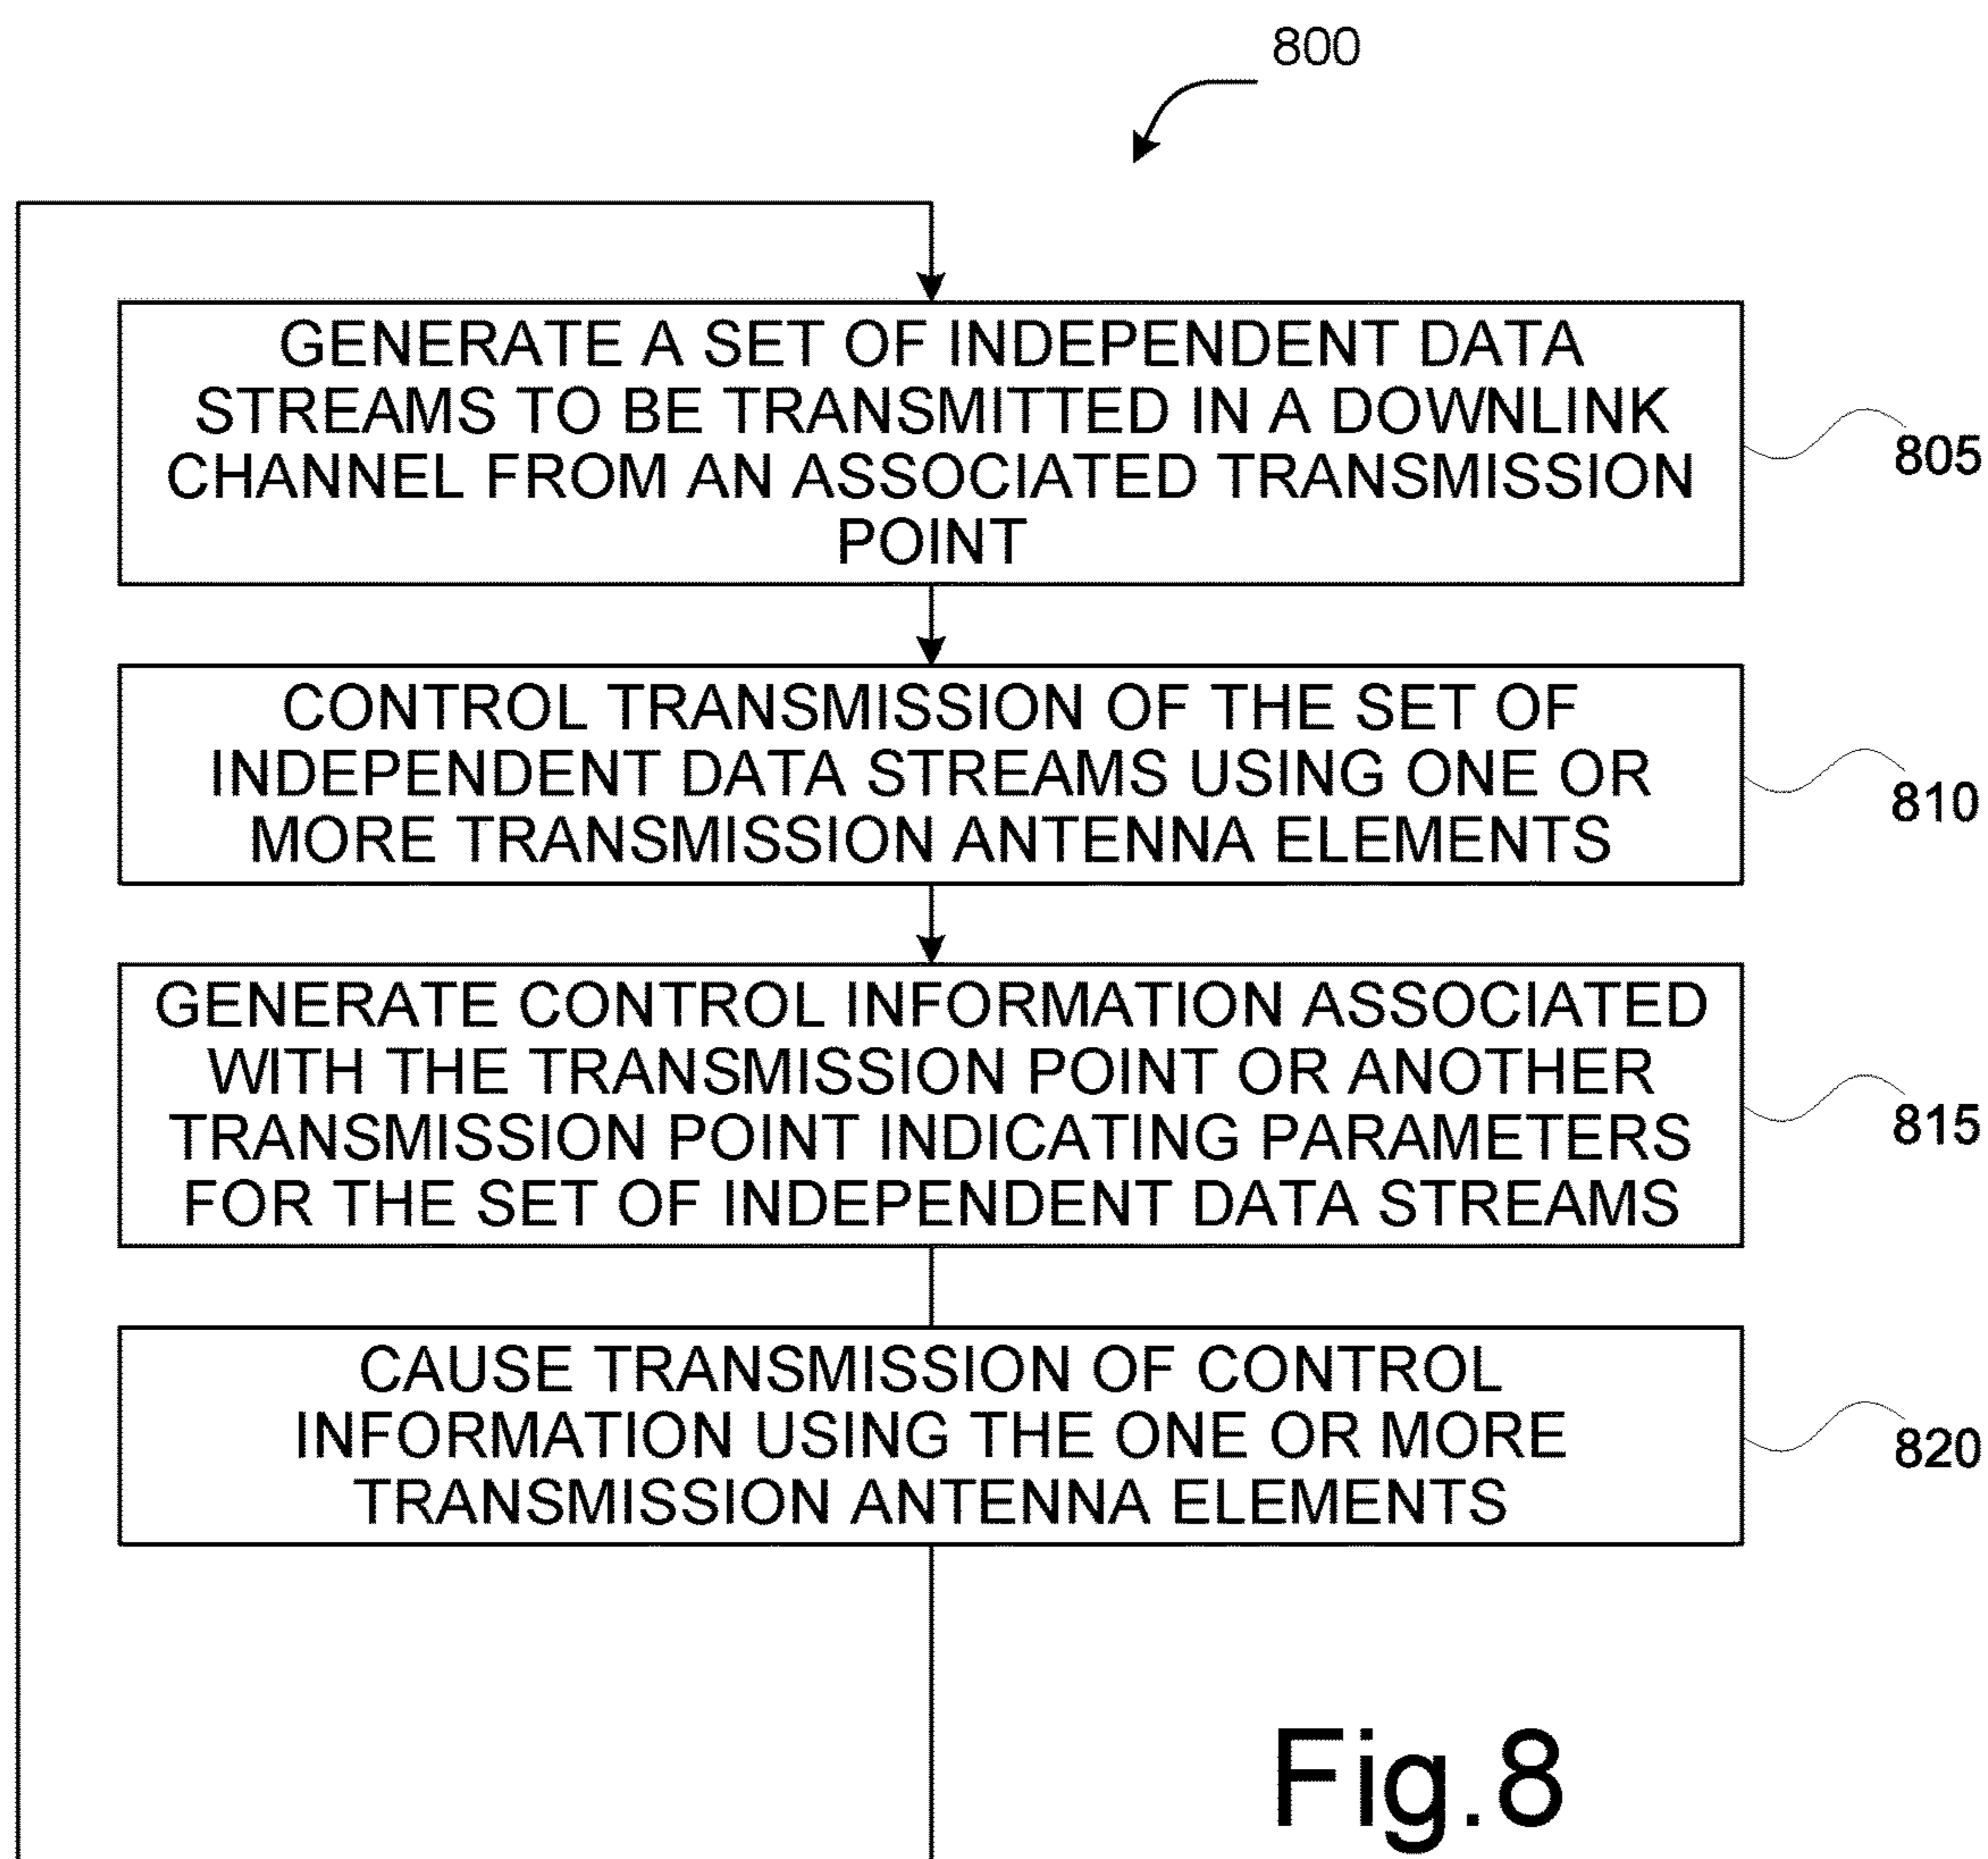 800
GENERATE A SET OF INDEPENDENT DATA
STREAMS TO BE TRANSMITTED IN A DOWNLINK
CHANNEL FROM AN ASSOCIATED TRANSMISSION
POINT
805
CONTROL TRANSMISSION OF THE SET OF
INDEPENDENT DATA STREAMS USING ONE OR
MORE TRANSMISSION ANTENNA ELEMENTS
810
GENERATE CONTROL INFORMATION ASSOCIATED
WITH THE TRANSMISSION POINT OR ANOTHER
TRANSMISSION POINT INDICATING PARAMETERS
FOR THE SET OF INDEPENDENT DATA STREAMS
815
CAUSE TRANSMISSION OF CONTROL
INFORMATION USING THE ONE OR MORE
TRANSMISSION ANTENNA ELEMENTS
820
Fig.8